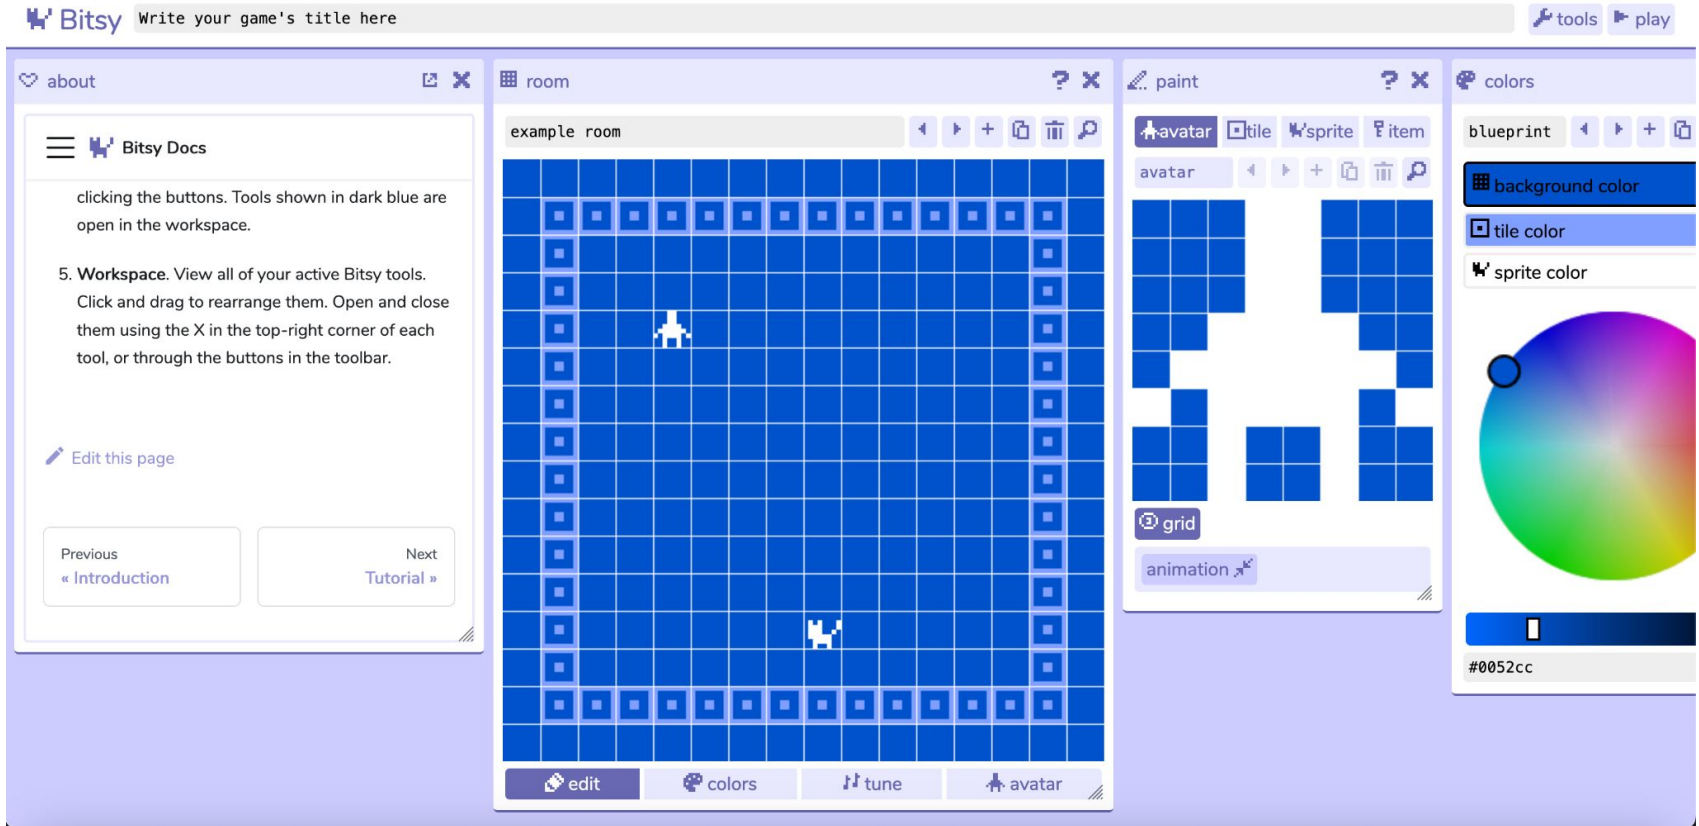 Bitsy
Write your game's title here
tools
play
about
Bitsy Docs
clicking the buttons. Tools shown in dark blue are
open in the workspace.
5. Workspace. View all of your active Bitsy tools.
Click and drag to rearrange them. Open and close
them using the X in the top-right corner of each
tool, or through the buttons in the toolbar.
Edit this page
Previous
« Introduction
Next
Tutorial »
room
example room
edit
colors
tune
avatar
paint
avatar
tile
sprite
item
avatar
grid
animation
colors
blueprint
background color
tile color
sprite color
#0052cc